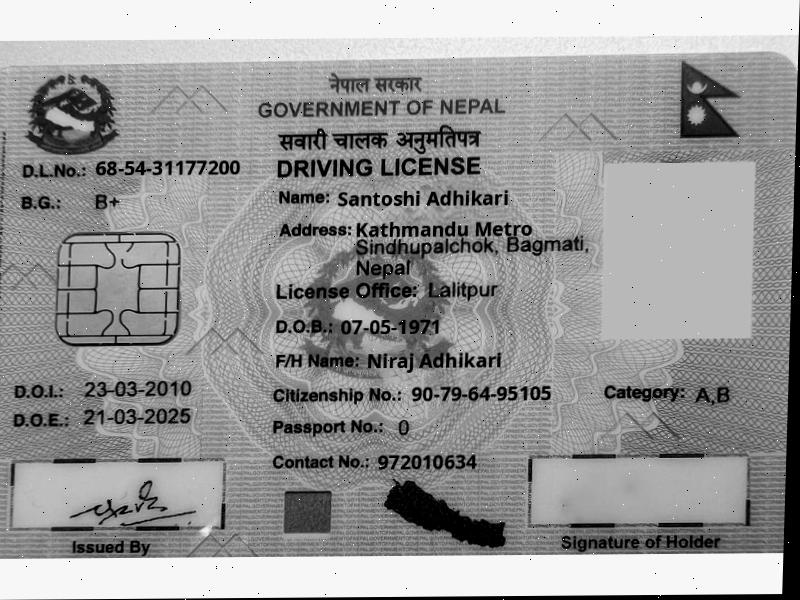 नेपाल सरकार
GOVERNMENT OF NEPAL
सवारी चालक अनुमतिपत्र
DRIVING LICENSE
D.L.No.: 68-54-31177200
B.G.: B+
Name: Santoshi Adhikari
Address: Kathmandu Metro
Sindhupalchok, Bagmati,
Nepal
License Office: Lalitpur
D.O.B.: 07-05-1971
F/H Name: Niraj Adhikari
D.O.I.: 23-03-2010
D.O.E.: 21-03-2025
Citizenship No.: 90-79-64-95105
Category: A,B
Passport No.: 0
Contact No.: 972010634
Issued By
Signature of Holder